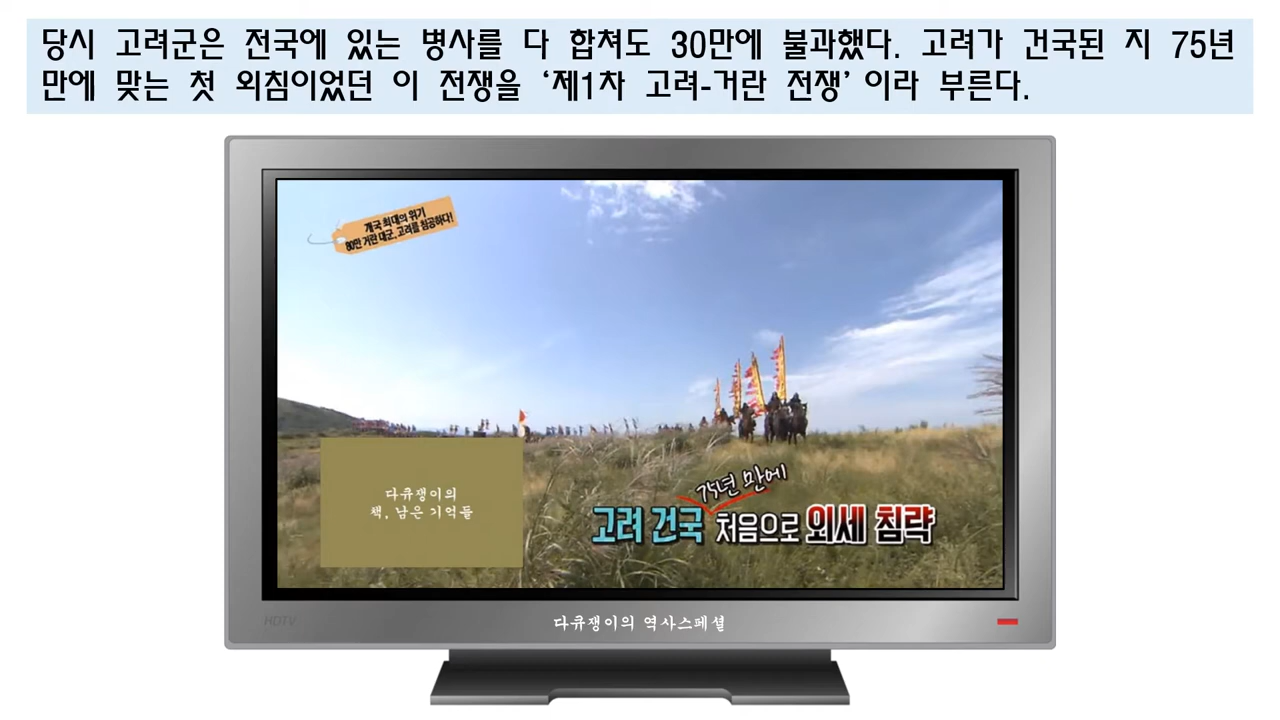 당시 고려군은 전국에 있는 병사를 다 합쳐도 30만에 불과했다. 고려가 건국된 지 75년
만에 맞는 첫 외침이었던 이 전쟁을 ‘제1차 고려-거란 전쟁’이라 부른다.
개국 최대의 위기
80만 거란 대군, 고려를 침공하다!
다큐쟁이의
책, 남은 기억들
75년 만에
고려 건국 처음으로 외세 침략
HDTV
다큐쟁이의 역사스페셜